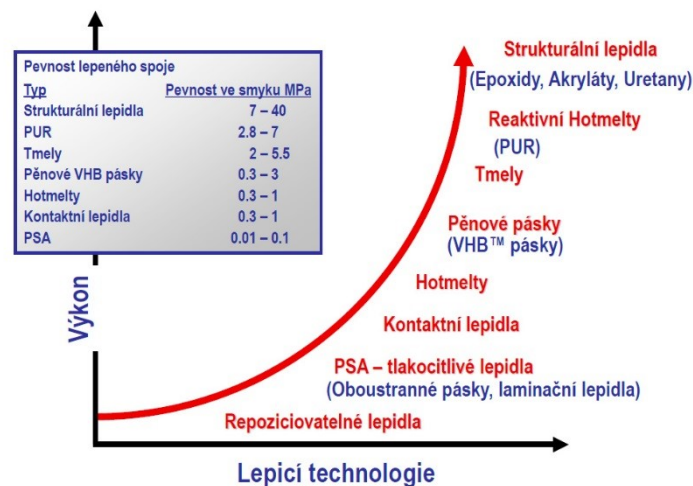 Pevnost lepeného spoje
Typ Pevnost ve smyku MPa
Strukturální lepidla 7 – 40
PUR 2.8 – 7
Tmely 2 – 5.5
Pěnové VHB pásky 0.3 – 3
Hotmelty 0.3 – 1
Kontaktní lepidla 0.3 – 1
PSA 0.01 – 0.1
Strukturální lepidla
(Epoxidy, Akryláty, Uretany)
Reaktivní Hotmelty
(PUR)
Tmely
Pěnové pásky
(VHB™ pásky)
Hotmelty
Kontaktní lepidla
PSA – tlakocitlivé lepidla
(Oboustranné pásky, laminační lepidla)
Repoziciovatelné lepidla
Výkon
Lepicí technologie